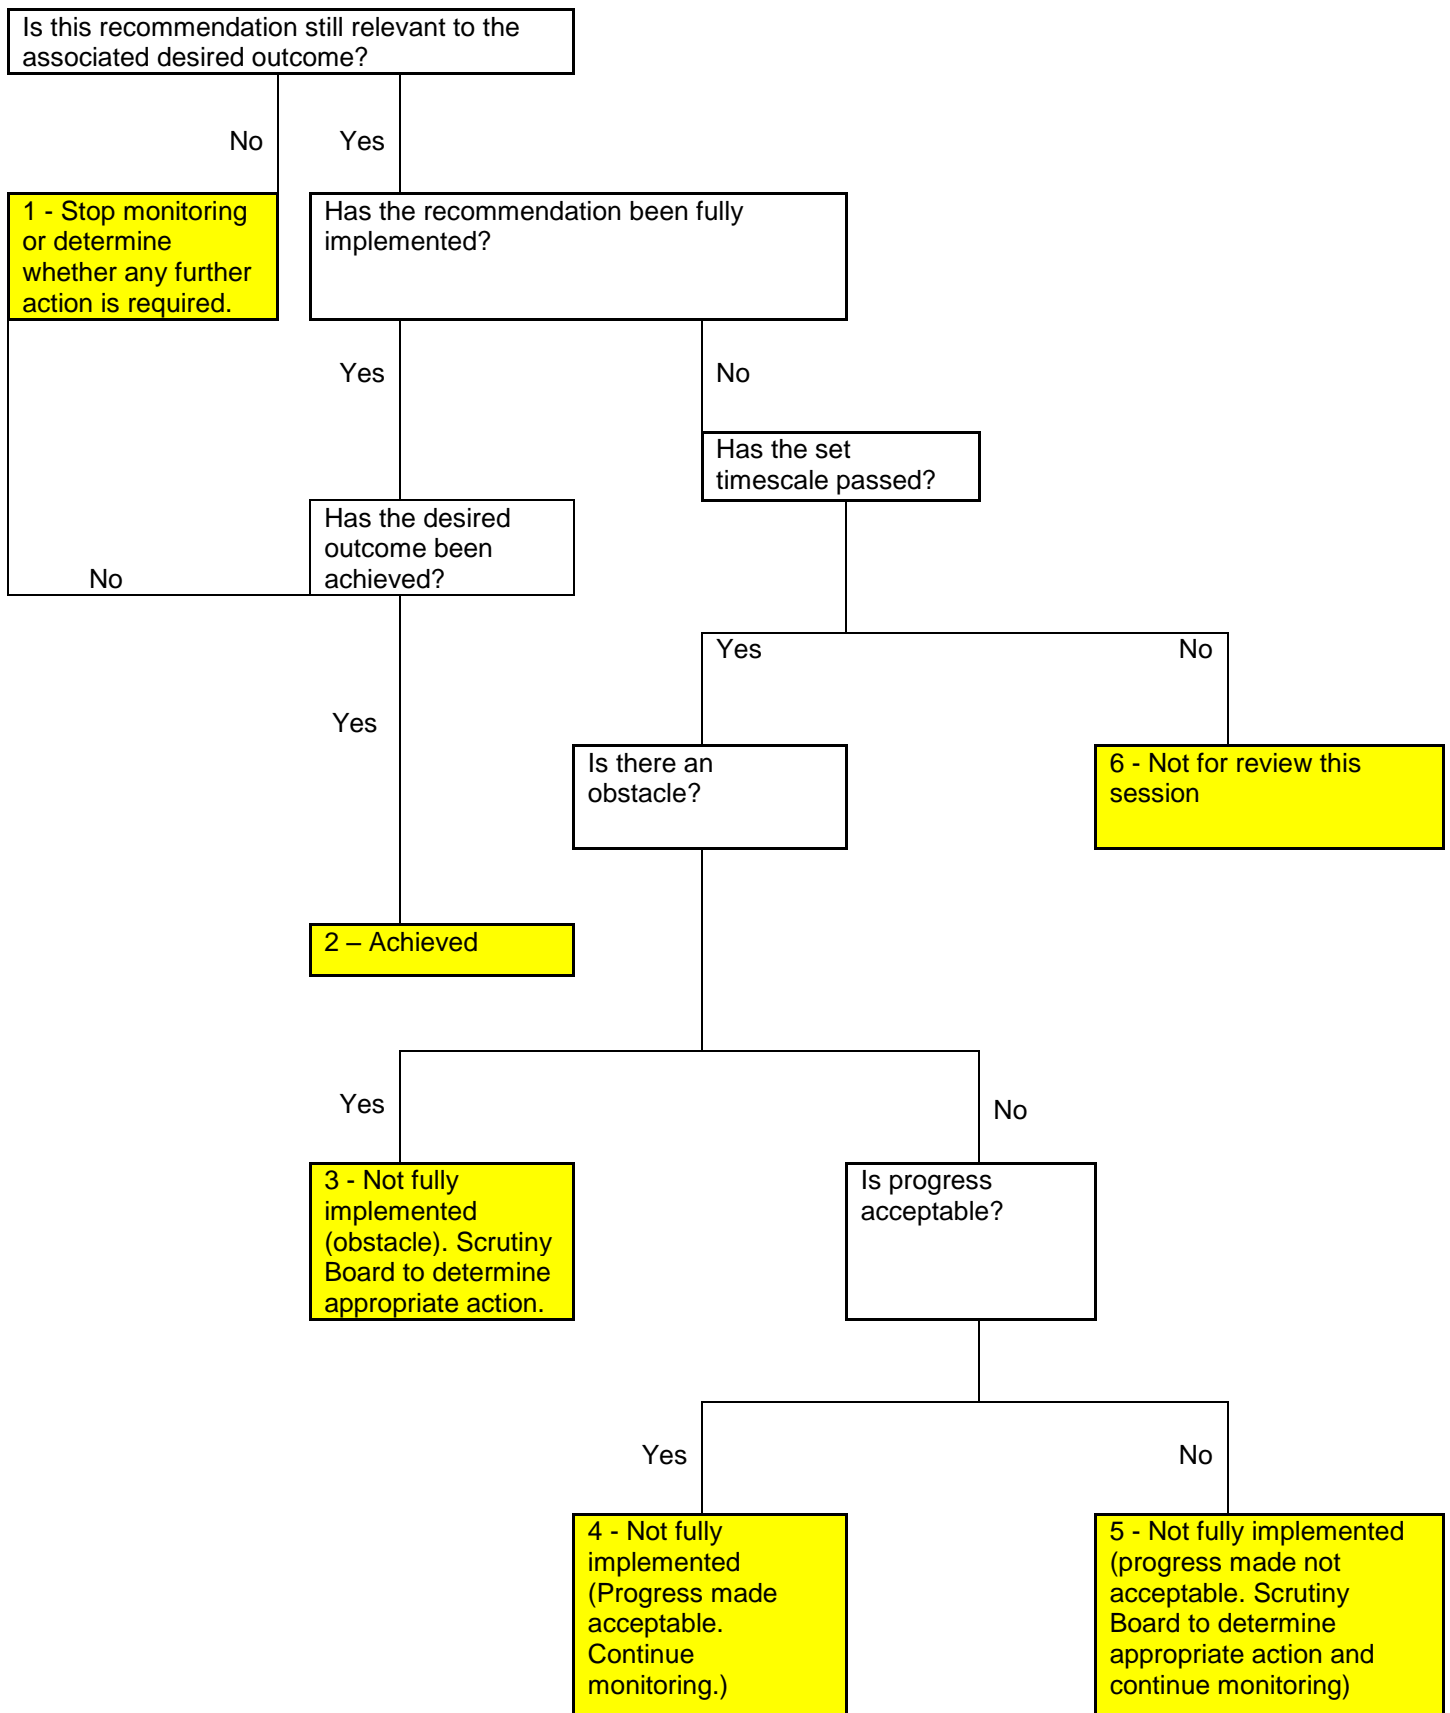 Is this recommendation still relevant to the
associated desired outcome?
No
Yes
1 - Stop monitoring
or determine
whether any further
action is required.
Has the recommendation been fully
implemented?
Yes
No
Has the set
timescale passed?
Has the desired
outcome been
achieved?
No
Yes
No
Yes
Is there an
obstacle?
6 - Not for review this
session
2 – Achieved
Yes
No
3 - Not fully
implemented
(obstacle). Scrutiny
Board to determine
appropriate action.
Is progress
acceptable?
Yes
No
4 - Not fully
implemented
(Progress made
acceptable.
Continue
monitoring.)
5 - Not fully implemented
(progress made not
acceptable. Scrutiny
Board to determine
appropriate action and
continue monitoring)